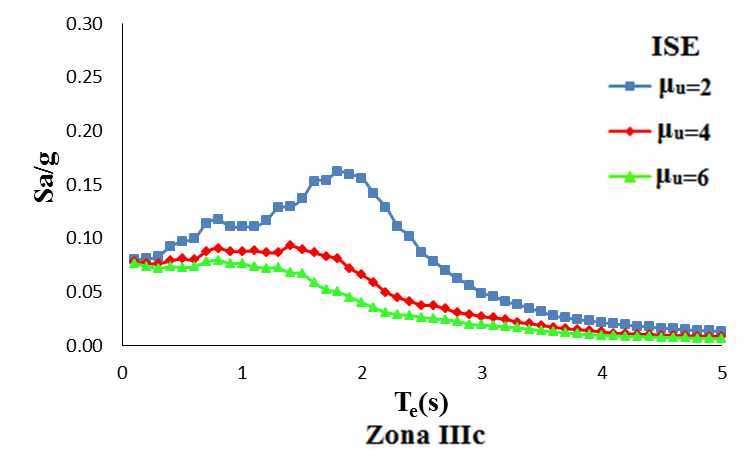 0.30
0.25
0.20
0.15
0.10
0.05
0.00
Sa/g
ISE
μu=2
μu=4
μu=6
0 1 2 3 4 5
Te(s)
Zona IIIc